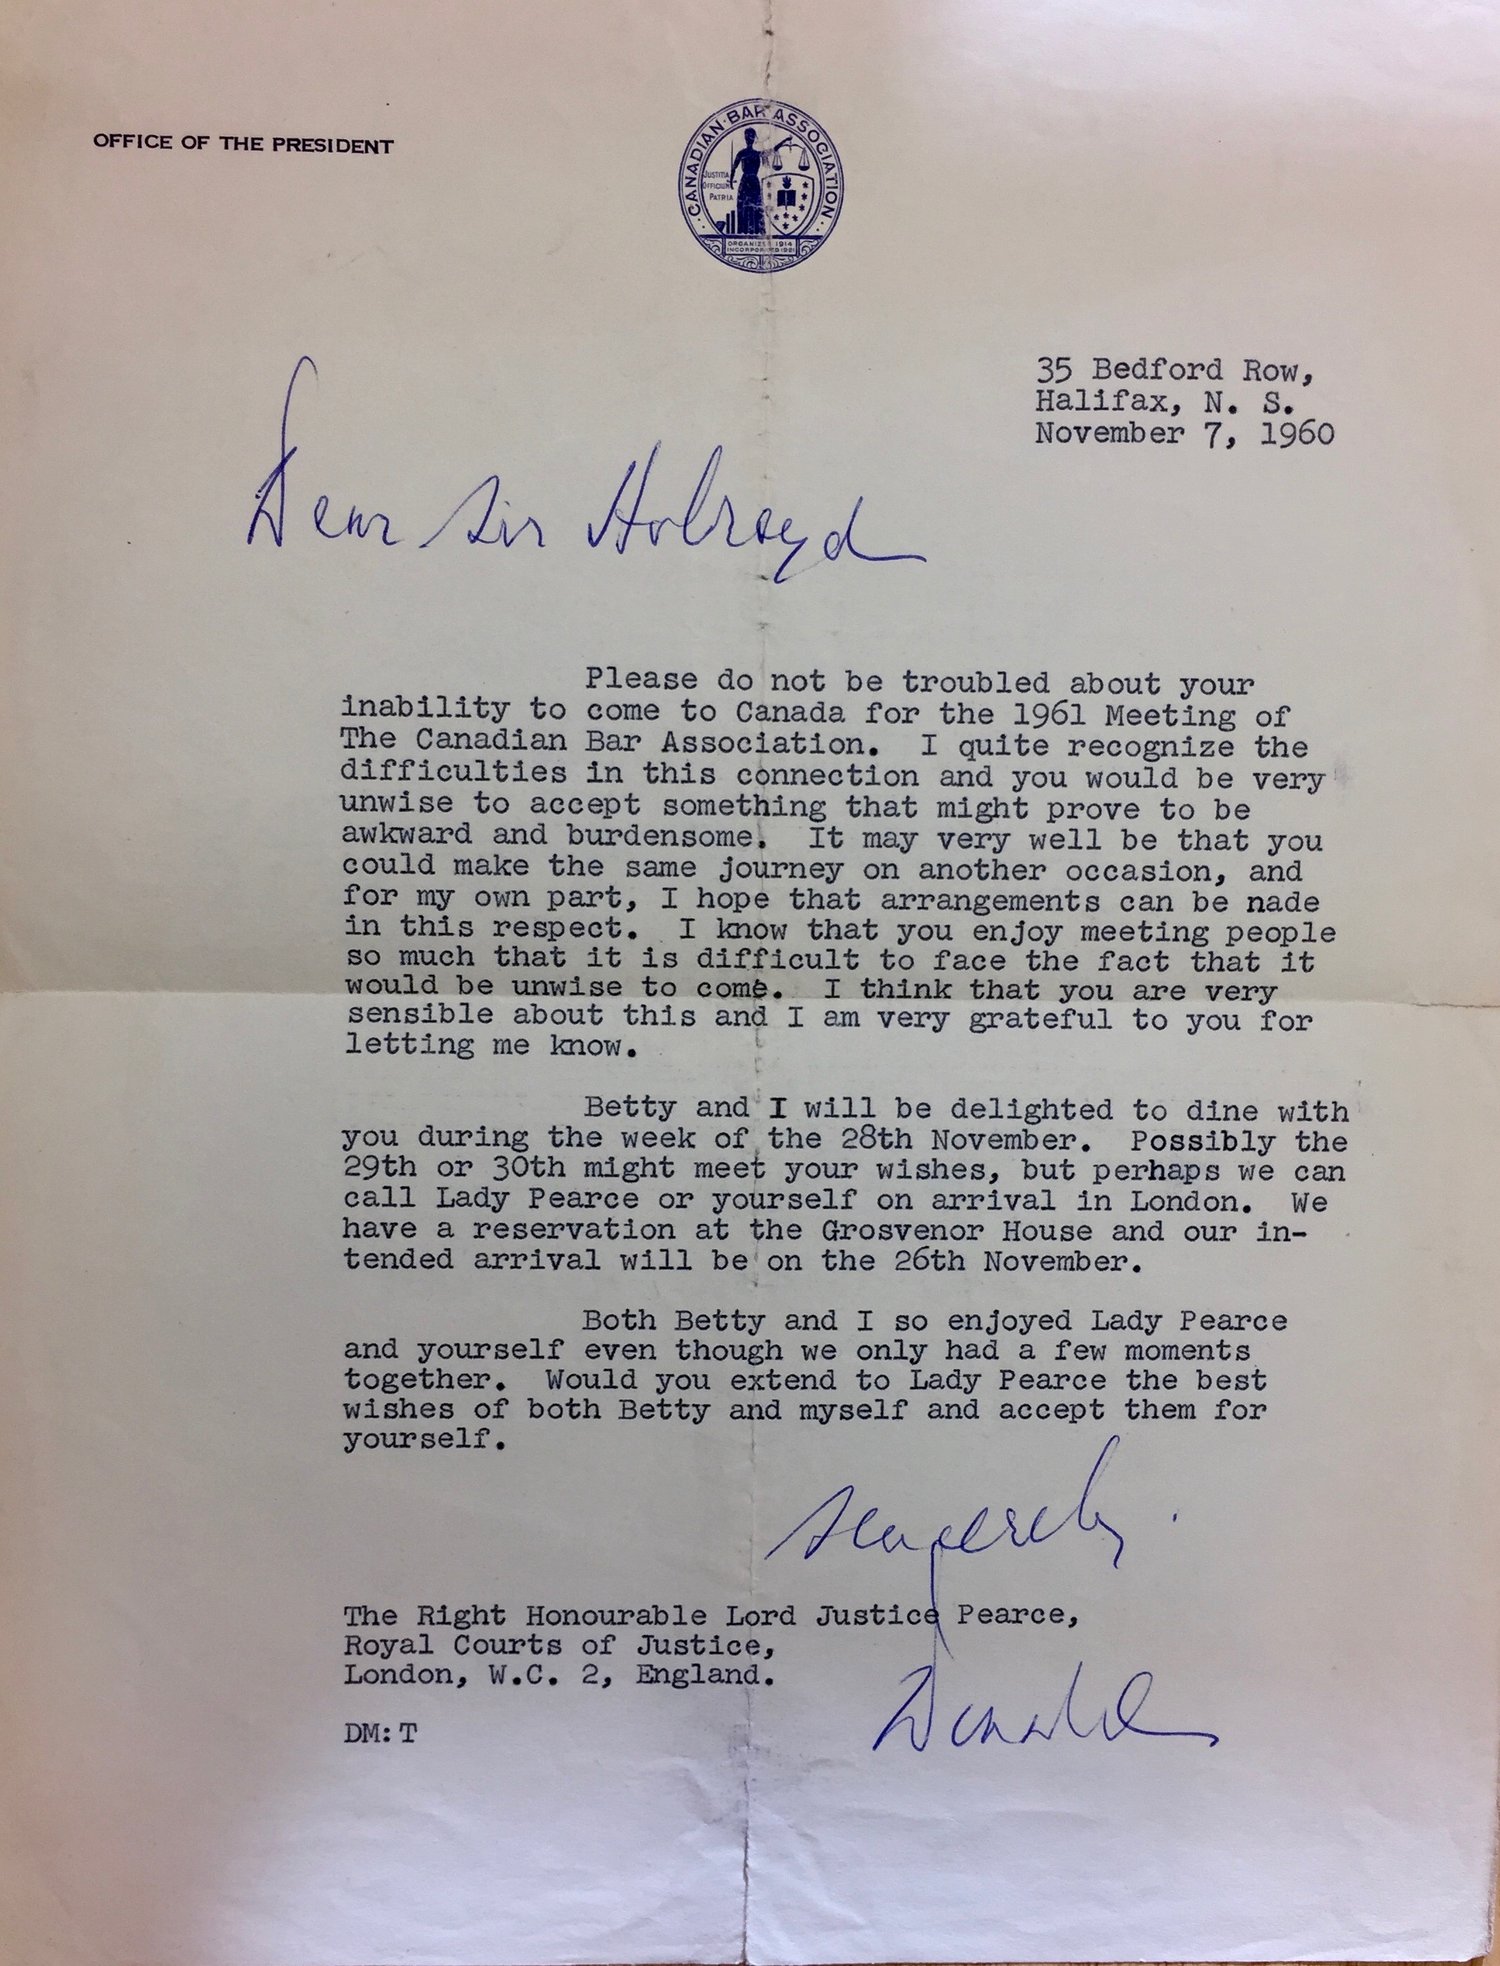 OFFICE OF THE PRESIDENT
CANADIAN · BAR ASSOCIATION
JUSTITIA
OFFICIUM
PATRIA
ORGANIZED 1914
INCORPORATED 1921
35 Bedford Row,
Halifax, N. S.
November 7, 1960
Dear Sir Holroyd
Please do not be troubled about your
inability to come to Canada for the 1961 Meeting of
The Canadian Bar Association.  I quite recognize the
difficulties in this connection and you would be very
unwise to accept something that might prove to be
awkward and burdensome.  It may very well be that you
could make the same journey on another occasion, and
for my own part, I hope that arrangements can be nade
in this respect.  I know that you enjoy meeting people
so much that it is difficult to face the fact that it
would be unwise to come.  I think that you are very
sensible about this and I am very grateful to you for
letting me know.
Betty and I will be delighted to dine with
you during the week of the 28th November.  Possibly the
29th or 30th might meet your wishes, but perhaps we can
call Lady Pearce or yourself on arrival in London.  We
have a reservation at the Grosvenor House and our in-
tended arrival will be on the 26th November.
Both Betty and I so enjoyed Lady Pearce
and yourself even though we only had a few moments
together.  Would you extend to Lady Pearce the best
wishes of both Betty and myself and accept them for
yourself.
Sincerely.
The Right Honourable Lord Justice Pearce,
Royal Courts of Justice,
London, W.C. 2, England.
Donald
DM:T